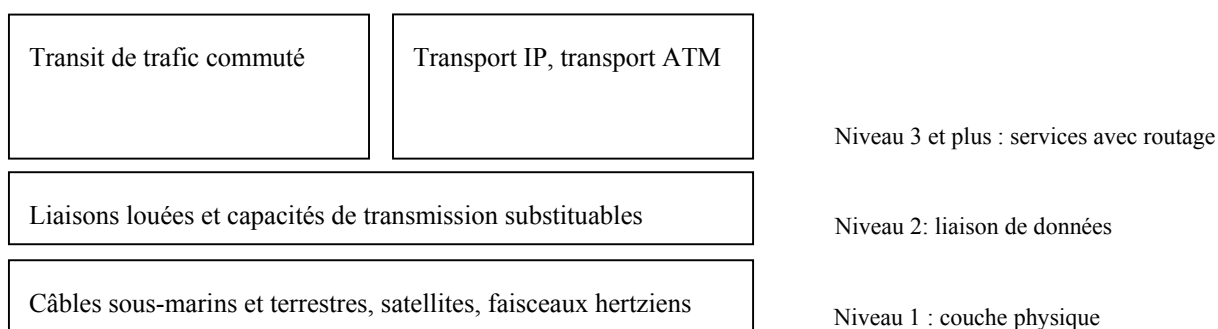 Transit de trafic commuté
Transport IP, transport ATM
Niveau 3 et plus : services avec routage
Liaisons louées et capacités de transmission substituables
Niveau 2: liaison de données
Câbles sous-marins et terrestres, satellites, faisceaux hertziens
Niveau 1 : couche physique